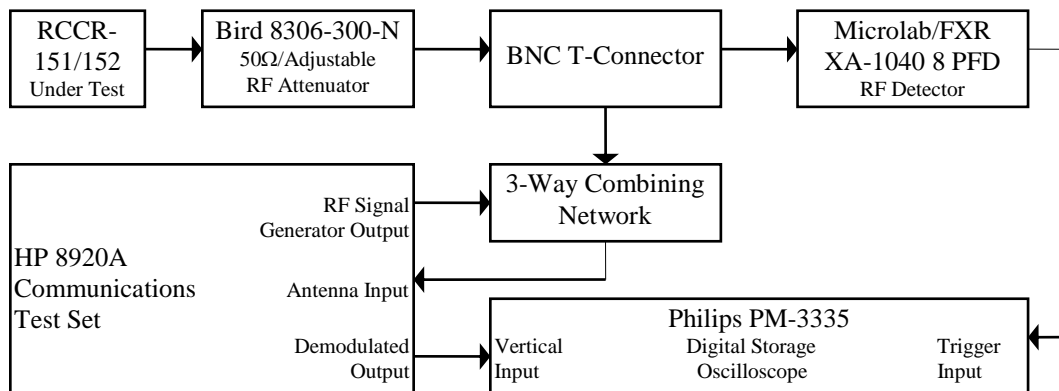 RCCR-
151/152
Under Test
Bird 8306-300-N
50Ω/Adjustable
RF Attenuator
BNC T-Connector
Microlab/FXR
XA-1040 8 PFD
RF Detector
3-Way Combining
Network
RF Signal
Generator Output
HP 8920A
Communications
Test Set
Antenna Input
Demodulated
Output
Philips PM-3335
Vertical
Input
Digital Storage
Oscilloscope
Trigger
Input